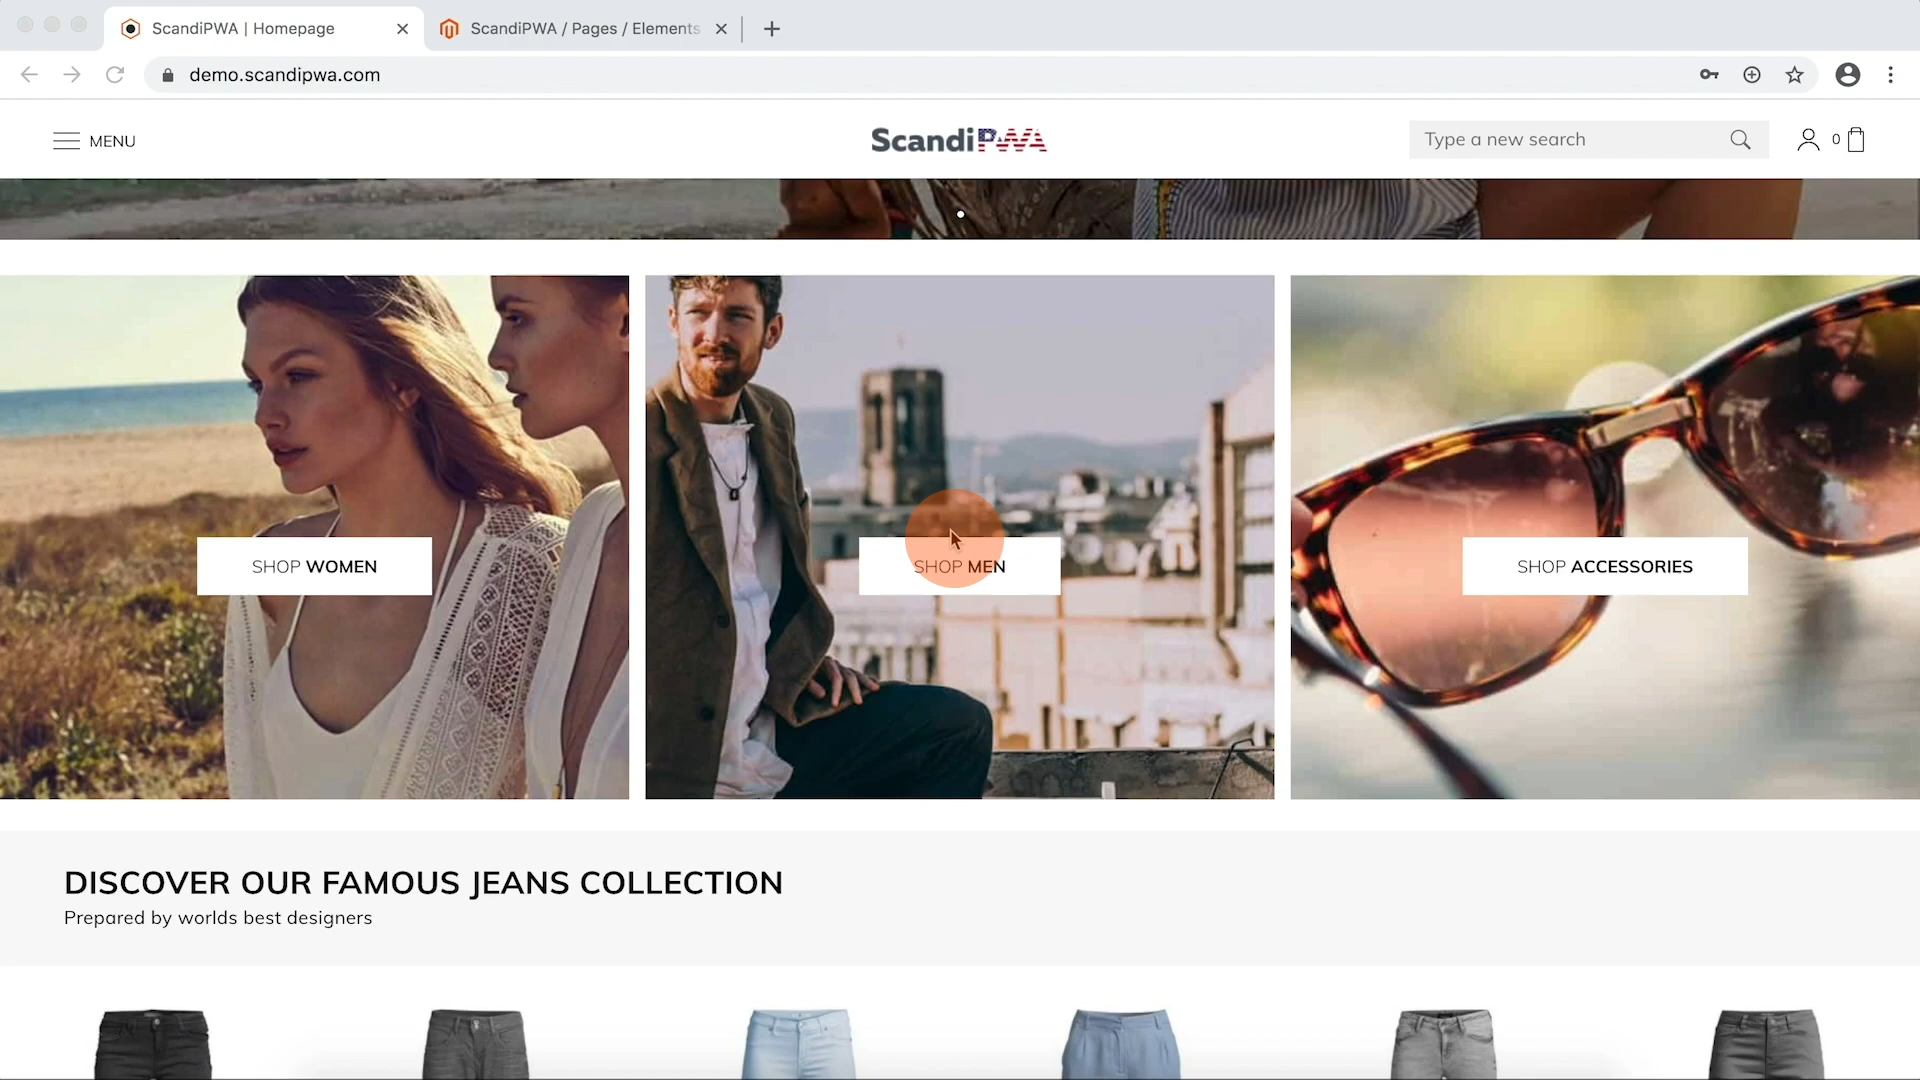 ScandiPWA | Homepage
ScandiPWA / Pages / Elements
demo.scandipwa.com
MENU
ScandiPWA
Type a new search
0
SHOP WOMEN
SHOP MEN
SHOP ACCESSORIES
DISCOVER OUR FAMOUS JEANS COLLECTION
Prepared by worlds best designers